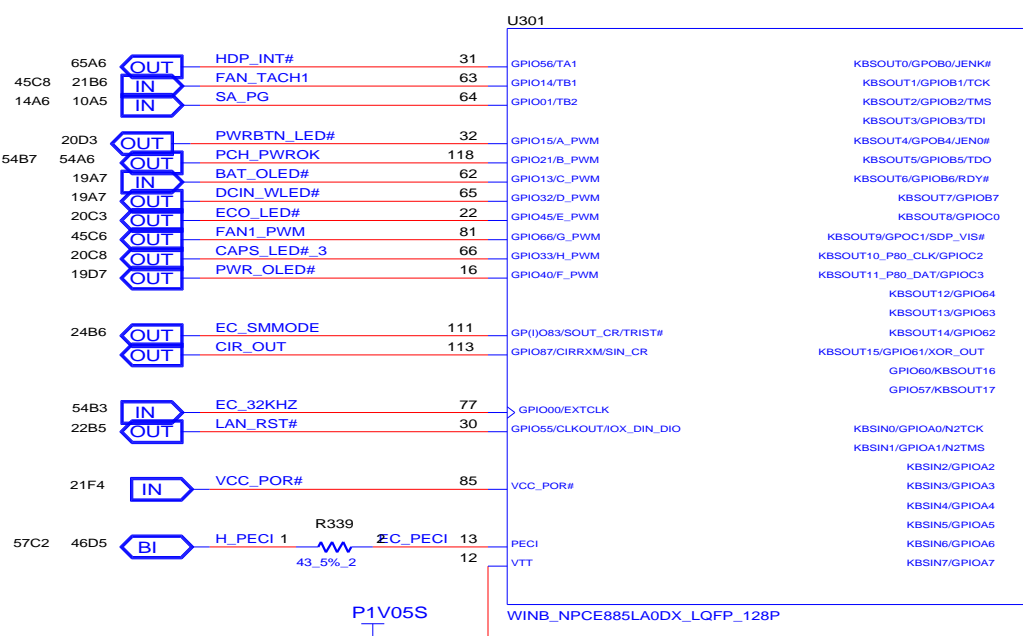 U301
65A6 OUT HDP_INT# 31 GPIO56/TA1 KBSOUT0/GPOB0/JENK#
45C8 21B6 IN FAN_TACH1 63 GPIO14/TB1 KBSOUT1/GPIOB1/TCK
14A6 10A5 IN SA_PG 64 GPIO01/TB2 KBSOUT2/GPIOB2/TMS
KBSOUT3/GPIOB3/TDI
20D3 OUT PWRBTN_LED# 32 GPIO15/A_PWM KBSOUT4/GPOB4/JEN0#
54B7 54A6 OUT PCH_PWROK 118 GPIO21/B_PWM KBSOUT5/GPIOB5/TDO
19A7 IN BAT_OLED# 62 GPIO13/C_PWM KBSOUT6/GPIOB6/RDY#
19A7 OUT DCIN_WLED# 65 GPIO32/D_PWM KBSOUT7/GPIOB7
20C3 OUT ECO_LED# 22 GPIO45/E_PWM KBSOUT8/GPIOC0
45C6 OUT FAN1_PWM 81 GPIO66/G_PWM KBSOUT9/GPOC1/SDP_VIS#
20C8 OUT CAPS_LED#_3 66 GPIO33/H_PWM KBSOUT10_P80_CLK/GPIOC2
19D7 OUT PWR_OLED# 16 GPIO40/F_PWM KBSOUT11_P80_DAT/GPIOC3
KBSOUT12/GPIO64
KBSOUT13/GPIO63
24B6 OUT EC_SMMODE 111 GP(I)O83/SOUT_CR/TRIST# KBSOUT14/GPIO62
OUT CIR_OUT 113 GPIO87/CIRRXM/SIN_CR KBSOUT15/GPIO61/XOR_OUT
GPIO60/KBSOUT16
GPIO57/KBSOUT17
54B3 IN EC_32KHZ 77 GPIO00/EXTCLK
22B5 OUT LAN_RST# 30 GPIO55/CLKOUT/IOX_DIN_DIO KBSIN0/GPIOA0/N2TCK
KBSIN1/GPIOA1/N2TMS
KBSIN2/GPIOA2
21F4 IN VCC_POR# 85 VCC_POR# KBSIN3/GPIOA3
KBSIN4/GPIOA4
R339 KBSIN5/GPIOA5
57C2 46D5 BI H_PECI 1 2 EC_PECI 13 PECI KBSIN6/GPIOA6
43_5%_2 12 VTT KBSIN7/GPIOA7
P1V05S WINB_NPCE885LA0DX_LQFP_128P